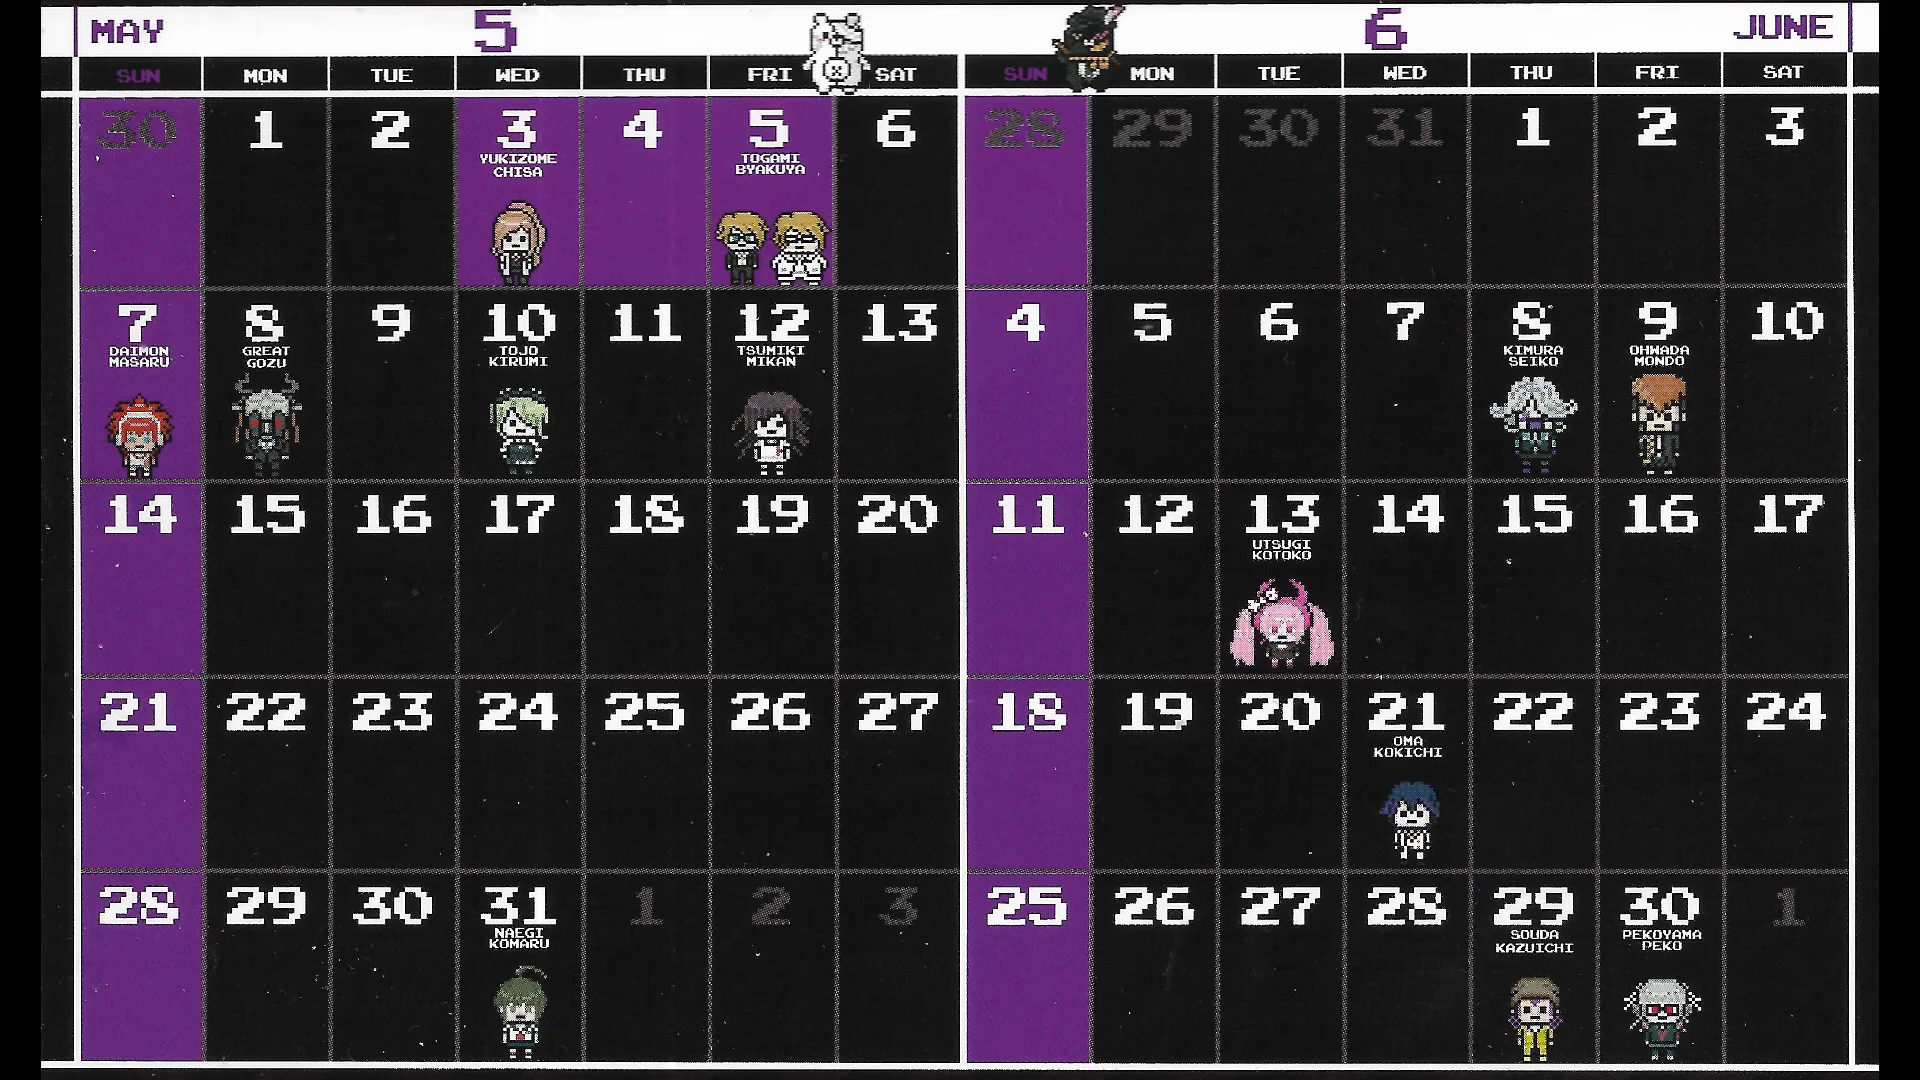 MAY 5
SUN MON TUE WED THU FRI SAT
30 1 2 3 4 5 6
YUKIZOME
CHISA
TOGAMI
BYAKUYA
7 8 9 10 11 12 13
DAIMON
MASARU
GREAT
GOZU
TOJO
KIRUMI
TSUMIKI
MIKAN
14 15 16 17 18 19 20
21 22 23 24 25 26 27
28 29 30 31 1 2 3
NAEGI
KOMARU
6 JUNE
SUN MON TUE WED THU FRI SAT
28 29 30 31 1 2 3
4 5 6 7 8 9 10
KIMURA
SEIKO
OHWADA
MONDO
11 12 13 14 15 16 17
UTSUGI
KOTOKO
18 19 20 21 22 23 24
OMA
KOKICHI
25 26 27 28 29 30 1
SOUDA
KAZUICHI
PEKOYAMA
PEKO